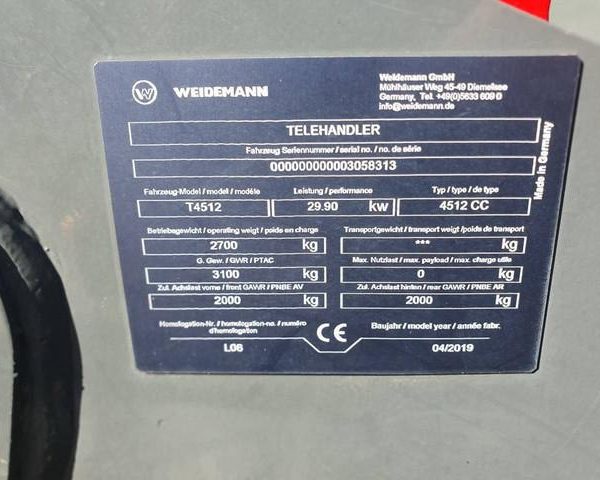 WEIDEMANN
Weidemann GmbH
Mühlhäuser Weg 45-49 Diemelsee
Germany, Tel. +49(0)5633 609 0
info@weidemann.de
TELEHANDLER
Fahrzeug Seriennummer / serial no. / no. de série
000000000003058313
Made in Germany
Fahrzeug-Model / model / modéle Leistung / performance Typ / type / de type
T4512 29.90 kw 4512 CC
Betriebsgewicht / operating weigt / poids en charge Transportgewicht / transport weigt /poids de transport
2700 kg *** kg
G. Gew. / GWR / PTAC Max. Nutzlast / max. payload / max. charge utile
3100 kg 0 kg
Zul. Achslast vorne / front GAWR / PNBE AV Zul. Achslast hinten / rear GAWR / PNBE AR
2000 kg 2000 kg
Homologation-Nr. / homologation-no. / numéro
d'homologation
CE
Baujahr / model year / année fabr.
L06 04/2019